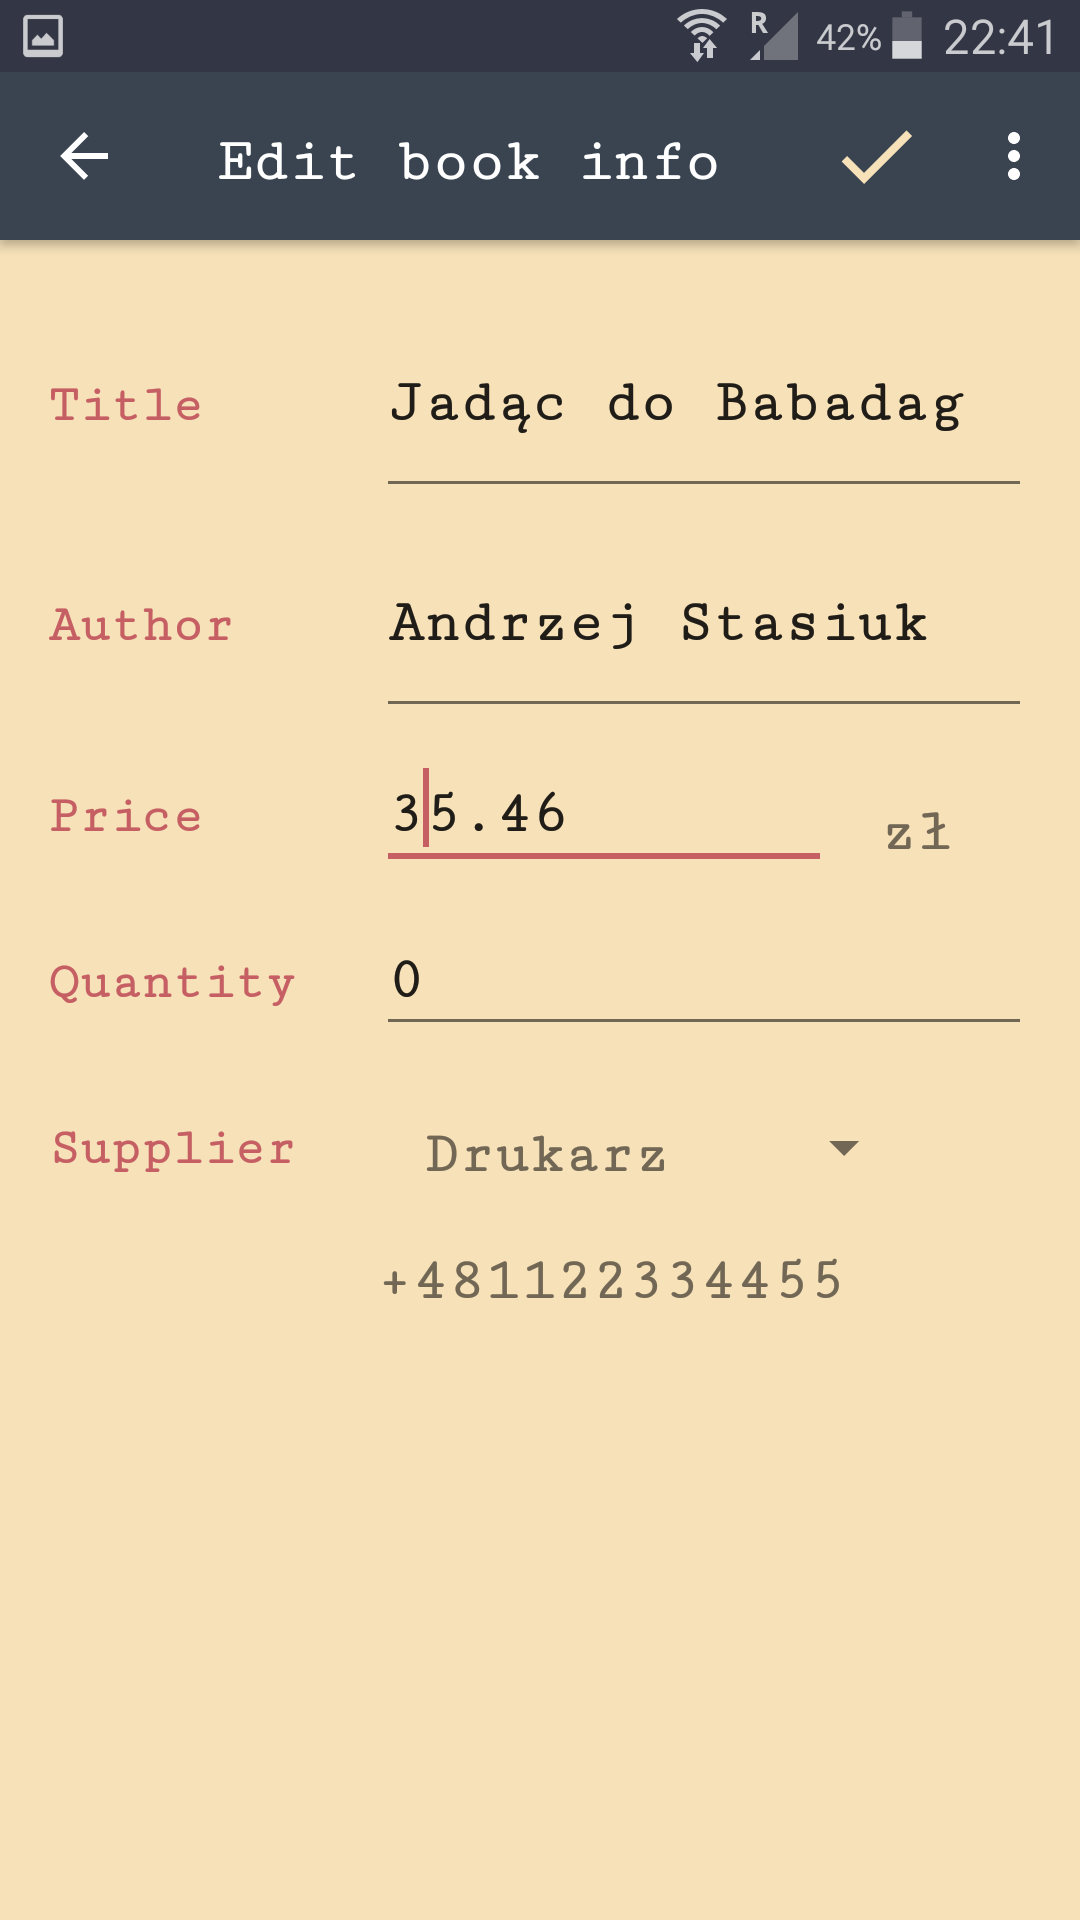 R 42% 22:41
Edit book info
Title Jadąc do Babadag
Author Andrzej Stasiuk
Price 35.46 zł
Quantity 0
Supplier Drukarz
+481122334455